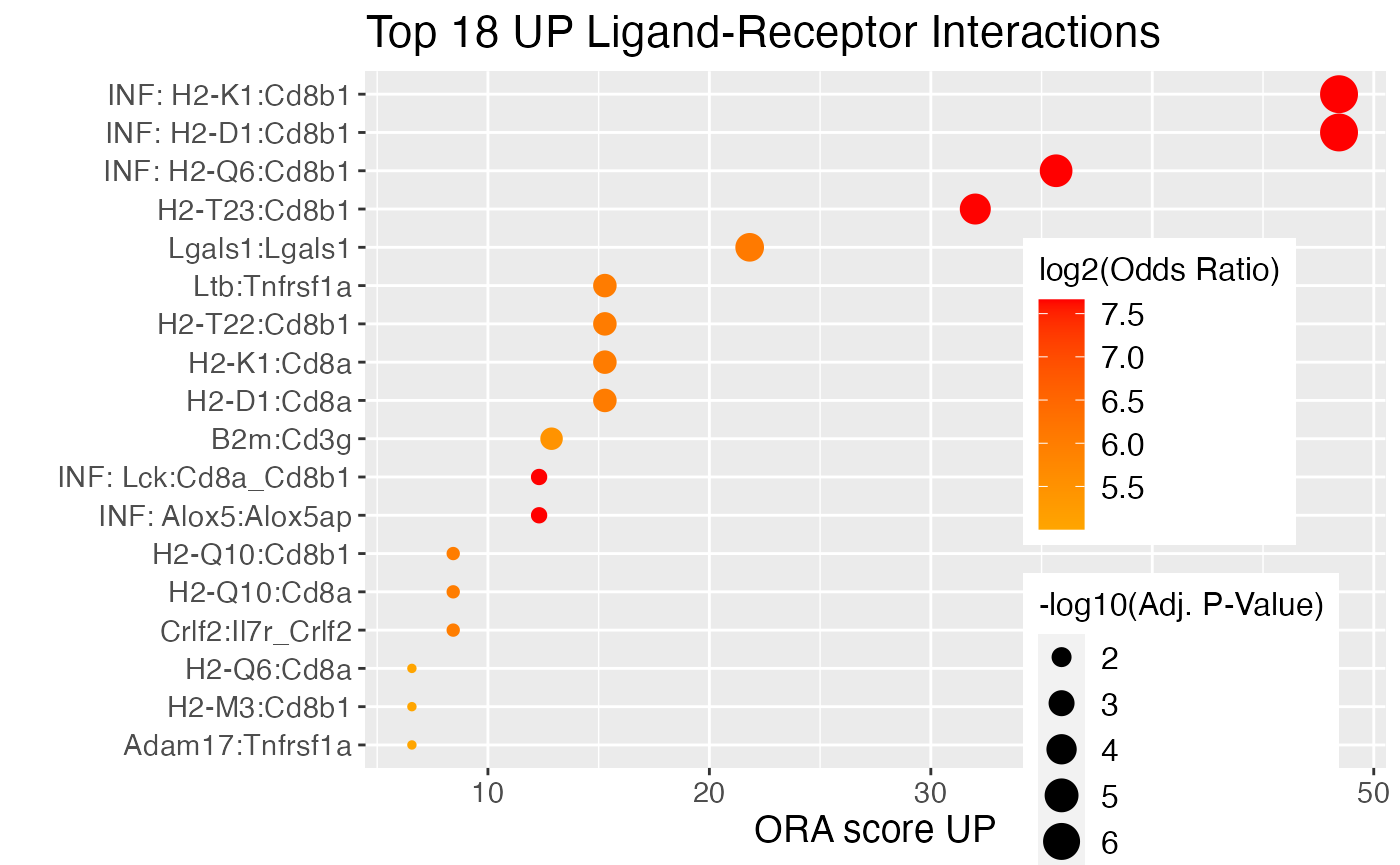 Top 18 UP Ligand-Receptor Interactions
INF: H2-K1:Cd8b1
INF: H2-D1:Cd8b1
INF: H2-Q6:Cd8b1
H2-T23:Cd8b1
Lgals1:Lgals1
Ltb:Tnfrsf1a
H2-T22:Cd8b1
H2-K1:Cd8a
H2-D1:Cd8a
B2m:Cd3g
INF: Lck:Cd8a_Cd8b1
INF: Alox5:Alox5ap
H2-Q10:Cd8b1
H2-Q10:Cd8a
Crlf2:Il7r_Crlf2
H2-Q6:Cd8a
H2-M3:Cd8b1
Adam17:Tnfrsf1a
10 20 30 50
ORA score UP
log2(Odds Ratio)
7.5
7.0
6.5
6.0
5.5
-log10(Adj. P-Value)
2
3
4
5
6